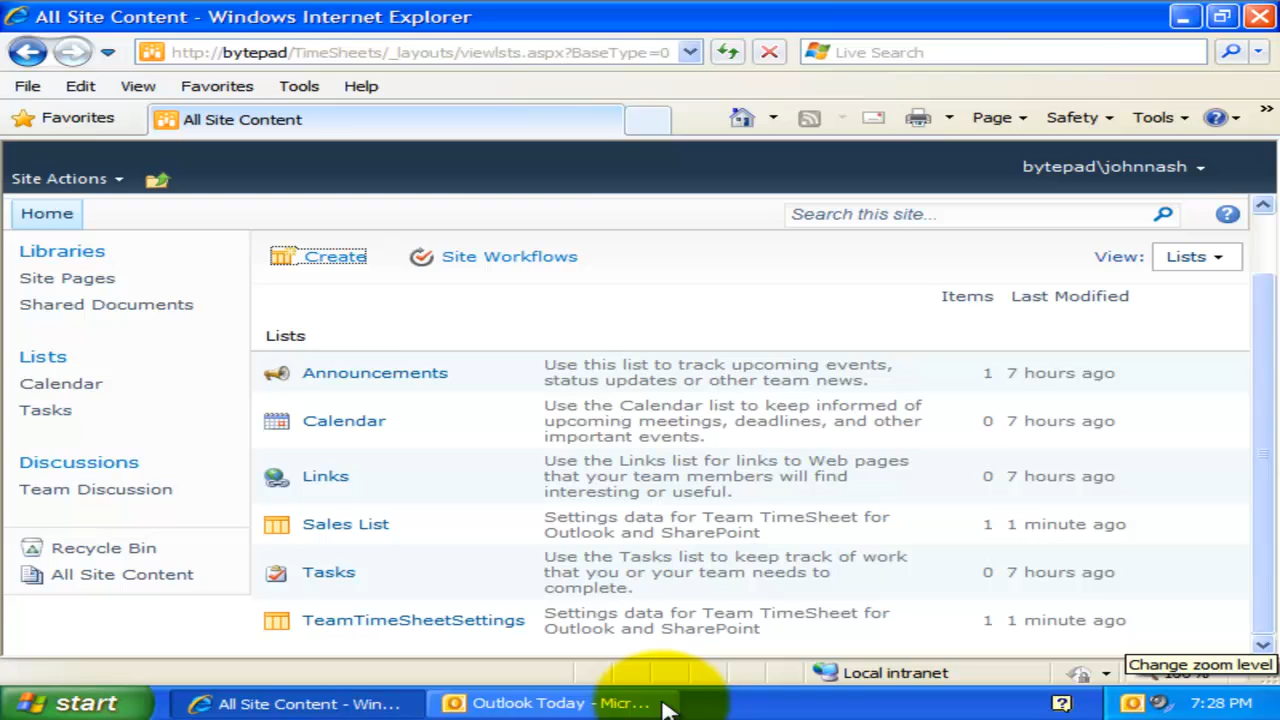 All Site Content - Windows Internet Explorer
http://bytepad/TimeSheets/_layouts/viewlsts.aspx?BaseType=0
Live Search
File Edit View Favorites Tools Help
Favorites All Site Content Page Safety Tools »
Site Actions bytepad\johnnash
Home Search this site...
Libraries
Site Pages
Shared Documents
Lists
Calendar
Tasks
Discussions
Team Discussion
Recycle Bin
All Site Content
Create Site Workflows View: Lists
Items Last Modified
Lists
Announcements Use this list to track upcoming events, 1 7 hours ago
status updates or other team news.
Calendar Use the Calendar list to keep informed of 0 7 hours ago
upcoming meetings, deadlines, and other
important events.
Links Use the Links list for links to Web pages 0 7 hours ago
that your team members will find
interesting or useful.
Sales List Settings data for Team TimeSheet for 1 1 minute ago
Outlook and SharePoint
Tasks Use the Tasks list to keep track of work 0 7 hours ago
that you or your team needs to
complete.
TeamTimeSheetSettings Settings data for Team TimeSheet for 1 1 minute ago
Outlook and SharePoint
Change zoom level
Local intranet
start All Site Content - Win... Outlook Today - Micr... 7:28 PM